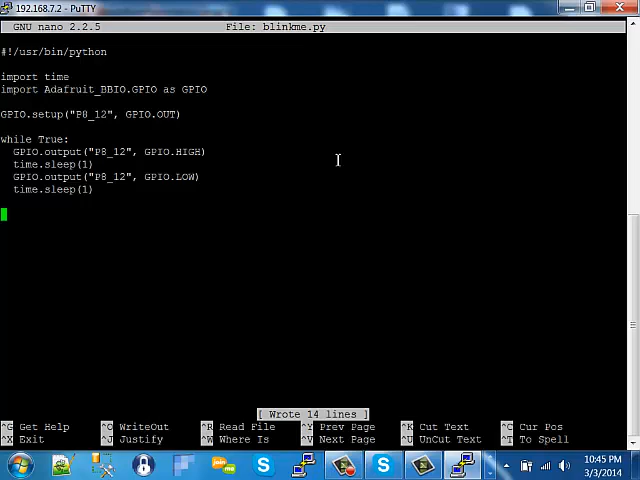 192.168.7.2 - PuTTY
GNU nano 2.2.5 File: blinkme.py
#!/usr/bin/python
import time
import Adafruit_BBIO.GPIO as GPIO
GPIO.setup("P8_12", GPIO.OUT)
while True:
GPIO.output("P8_12", GPIO.HIGH)
time.sleep(1)
GPIO.output("P8_12", GPIO.LOW)
time.sleep(1)
[ Wrote 14 lines ]
^G Get Help ^O WriteOut ^R Read File ^Y Prev Page ^K Cut Text ^C Cur Pos
^X Exit ^J Justify ^W Where Is ^V Next Page ^U UnCut Text ^T To Spell
join.me
10:45 PM
3/3/2014